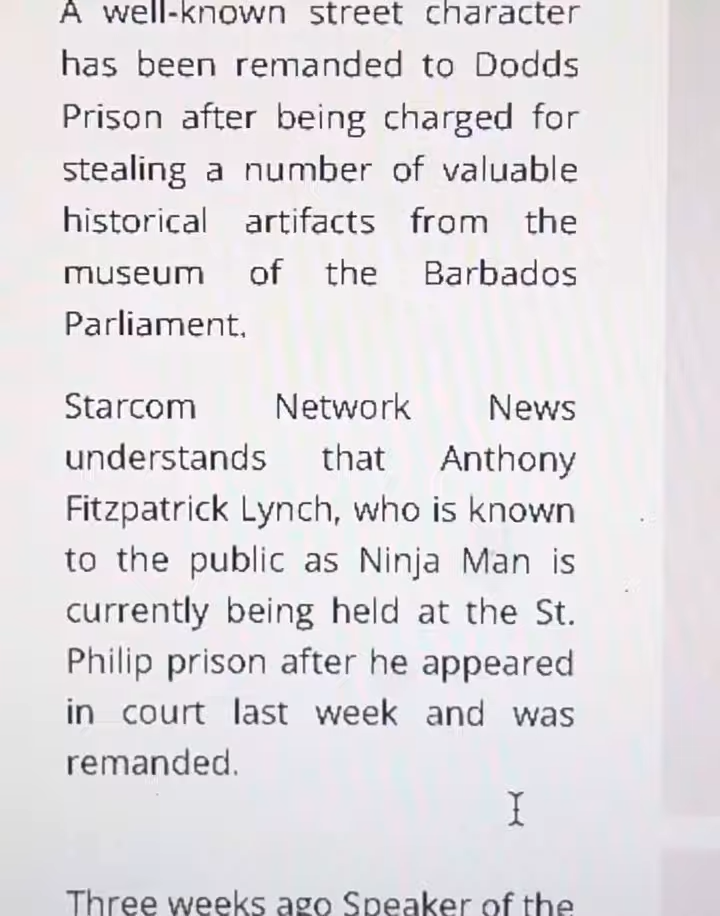 A well-known street character
has been remanded to Dodds
Prison after being charged for
stealing a number of valuable
historical artifacts from the
museum of the Barbados
Parliament.
Starcom Network News
understands that Anthony
Fitzpatrick Lynch, who is known
to the public as Ninja Man is
currently being held at the St.
Philip prison after he appeared
in court last week and was
remanded.
Three weeks ago Speaker of the